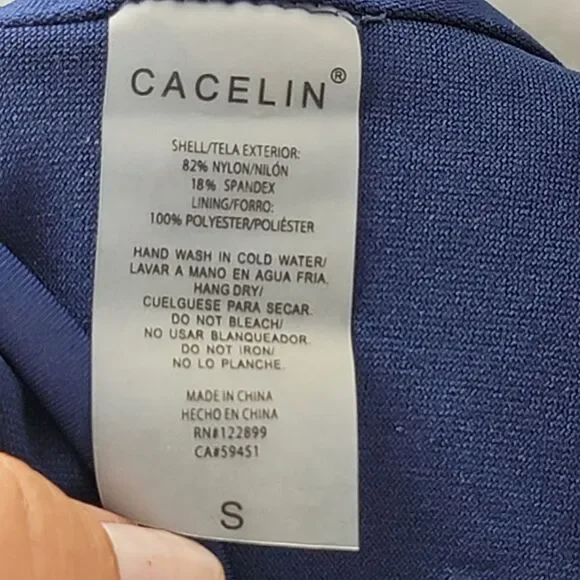 CACELIN®
SHELL/TELA EXTERIOR:
82% NYLON/NILÓN
18% SPANDEX
LINING/FORRO:
100% POLYESTER/POLIÉSTER
HAND WASH IN COLD WATER/
LAVAR A MANO EN AGUA FRIA.
HANG DRY/
CUELGUESE PARA SECAR.
DO NOT BLEACH/
NO USAR BLANQUEADOR.
DO NOT IRON/
NO LO PLANCHE.
MADE IN CHINA
HECHO EN CHINA
RN#122899
CA#59451
S